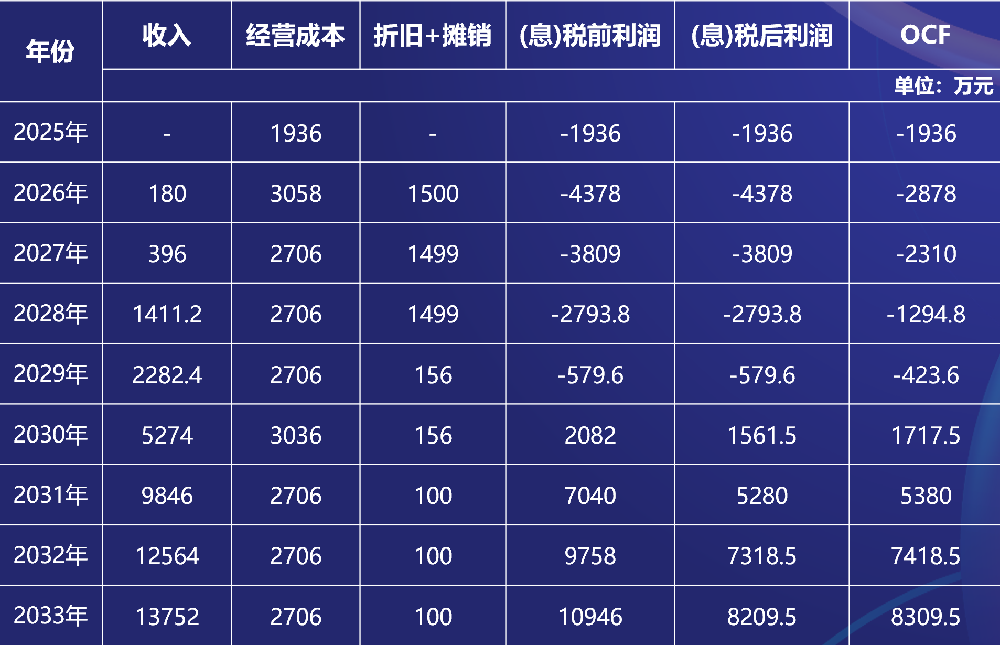 年份 收入 经营成本 折旧+摊销 (息)税前利润 (息)税后利润 OCF
单位：万元
2025年 - 1936 - -1936 -1936 -1936
2026年 180 3058 1500 -4378 -4378 -2878
2027年 396 2706 1499 -3809 -3809 -2310
2028年 1411.2 2706 1499 -2793.8 -2793.8 -1294.8
2029年 2282.4 2706 156 -579.6 -579.6 -423.6
2030年 5274 3036 156 2082 1561.5 1717.5
2031年 9846 2706 100 7040 5280 5380
2032年 12564 2706 100 9758 7318.5 7418.5
2033年 13752 2706 100 10946 8209.5 8309.5